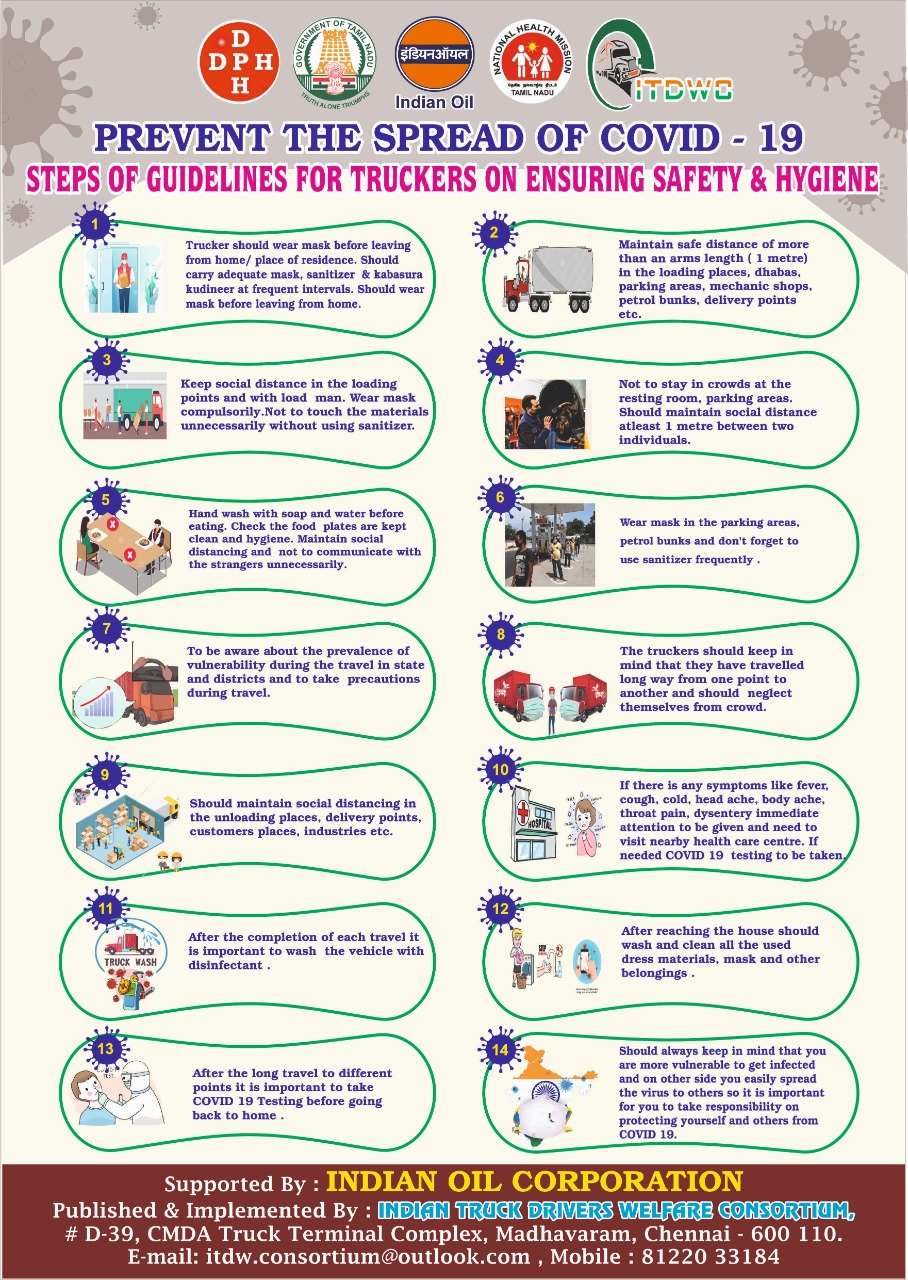 D
D P H
H
GOVERNMENT OF TAMIL NADU
TRUTH ALONE TRIUMPHS
इंडियनऑयल
Indian Oil
NATIONAL HEALTH MISSION
TAMIL NADU
ITDWC
PREVENT THE SPREAD OF COVID - 19
STEPS OF GUIDELINES FOR TRUCKERS ON ENSURING SAFETY & HYGIENE
1
Trucker should wear mask before leaving
from home/ place of residence. Should
carry adequate mask, sanitizer & kabasura
kudineer at frequent intervals. Should wear
mask before leaving from home.
2
Maintain safe distance of more
than an arms length ( 1 metre)
in the loading places, dhabas,
parking areas, mechanic shops,
petrol bunks, delivery points
etc.
3
Keep social distance in the loading
points and with load man. Wear mask
compulsorily.Not to touch the materials
unnecessarily without using sanitizer.
4
Not to stay in crowds at the
resting room, parking areas.
Should maintain social distance
atleast 1 metre between two
individuals.
5
Hand wash with soap and water before
eating. Check the food plates are kept
clean and hygiene. Maintain social
distancing and not to communicate with
the strangers unnecessarily.
6
Wear mask in the parking areas,
petrol bunks and don't forget to
use sanitizer frequently .
7
To be aware about the prevalence of
vulnerability during the travel in state
and districts and to take precautions
during travel.
8
The truckers should keep in
mind that they have travelled
long way from one point to
another and should neglect
themselves from crowd.
9
Should maintain social distancing in
the unloading places, delivery points,
customers places, industries etc.
10
HOSPITAL
If there is any symptoms like fever,
cough, cold, head ache, body ache,
throat pain, dysentery immediate
attention to be given and need to
visit nearby health care centre. If
needed COVID 19 testing to be taken.
11
TRUCK WASH
After the completion of each travel it
is important to wash the vehicle with
disinfectant .
12
After reaching the house should
wash and clean all the used
dress materials, mask and other
belongings .
13
TEST
After the long travel to different
points it is important to take
COVID 19 Testing before going
back to home .
14
Should always keep in mind that you
are more vulnerable to get infected
and on other side you easily spread
the virus to others so it is important
for you to take responsibility on
protecting yourself and others from
COVID 19.
Supported By : INDIAN OIL CORPORATION
Published & Implemented By : INDIAN TRUCK DRIVERS WELFARE CONSORTIUM,
# D-39, CMDA Truck Terminal Complex, Madhavaram, Chennai - 600 110.
E-mail: itdw.consortium@outlook.com , Mobile : 81220 33184